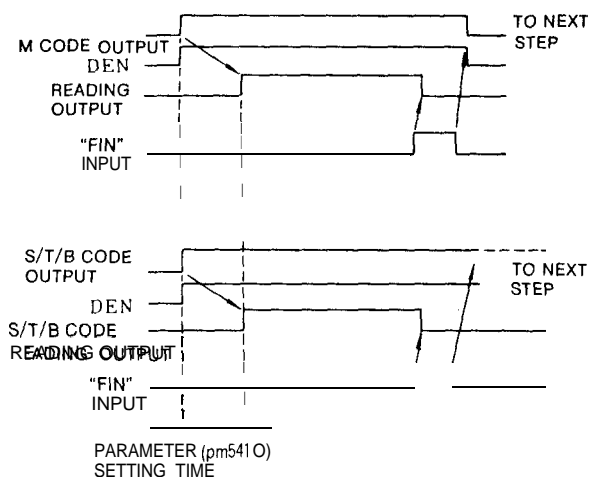 TO NEXT
STEP
M CODE OUTPUT
DEN
READING
OUTPUT
"FIN"
INPUT
S/T/B CODE
OUTPUT
TO NEXT
STEP
DEN
S/T/B CODE
READING OUTPUT
"FIN"
INPUT
PARAMETER (pm541O)
SETTING TIME